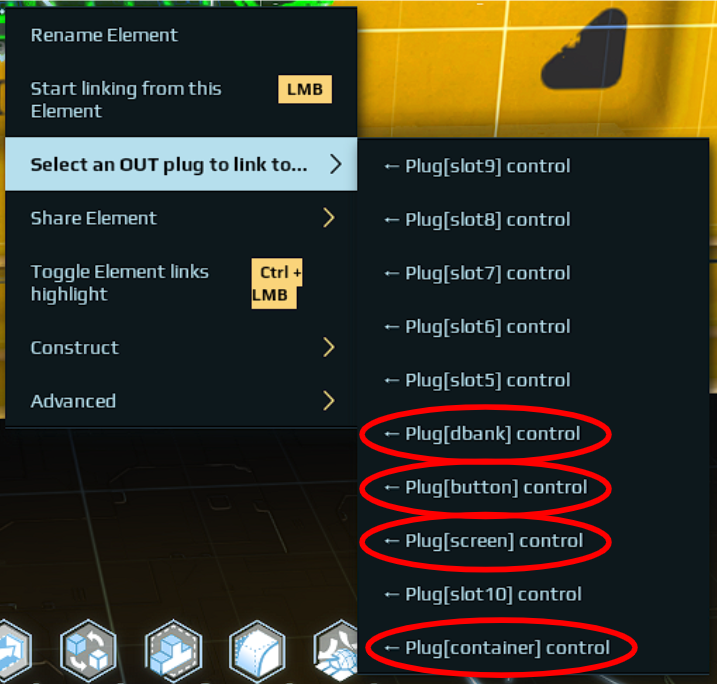 Rename Element
Start linking from this
Element
LMB
Select an OUT plug to link to...
Share Element
Toggle Element links
highlight
Ctrl +
LMB
Construct
Advanced
← Plug[slot9] control
← Plug[slot8] control
← Plug[slot7] control
← Plug[slot6] control
← Plug[slot5] control
← Plug[dbank] control
← Plug[button] control
← Plug[screen] control
← Plug[slot10] control
← Plug[container] control